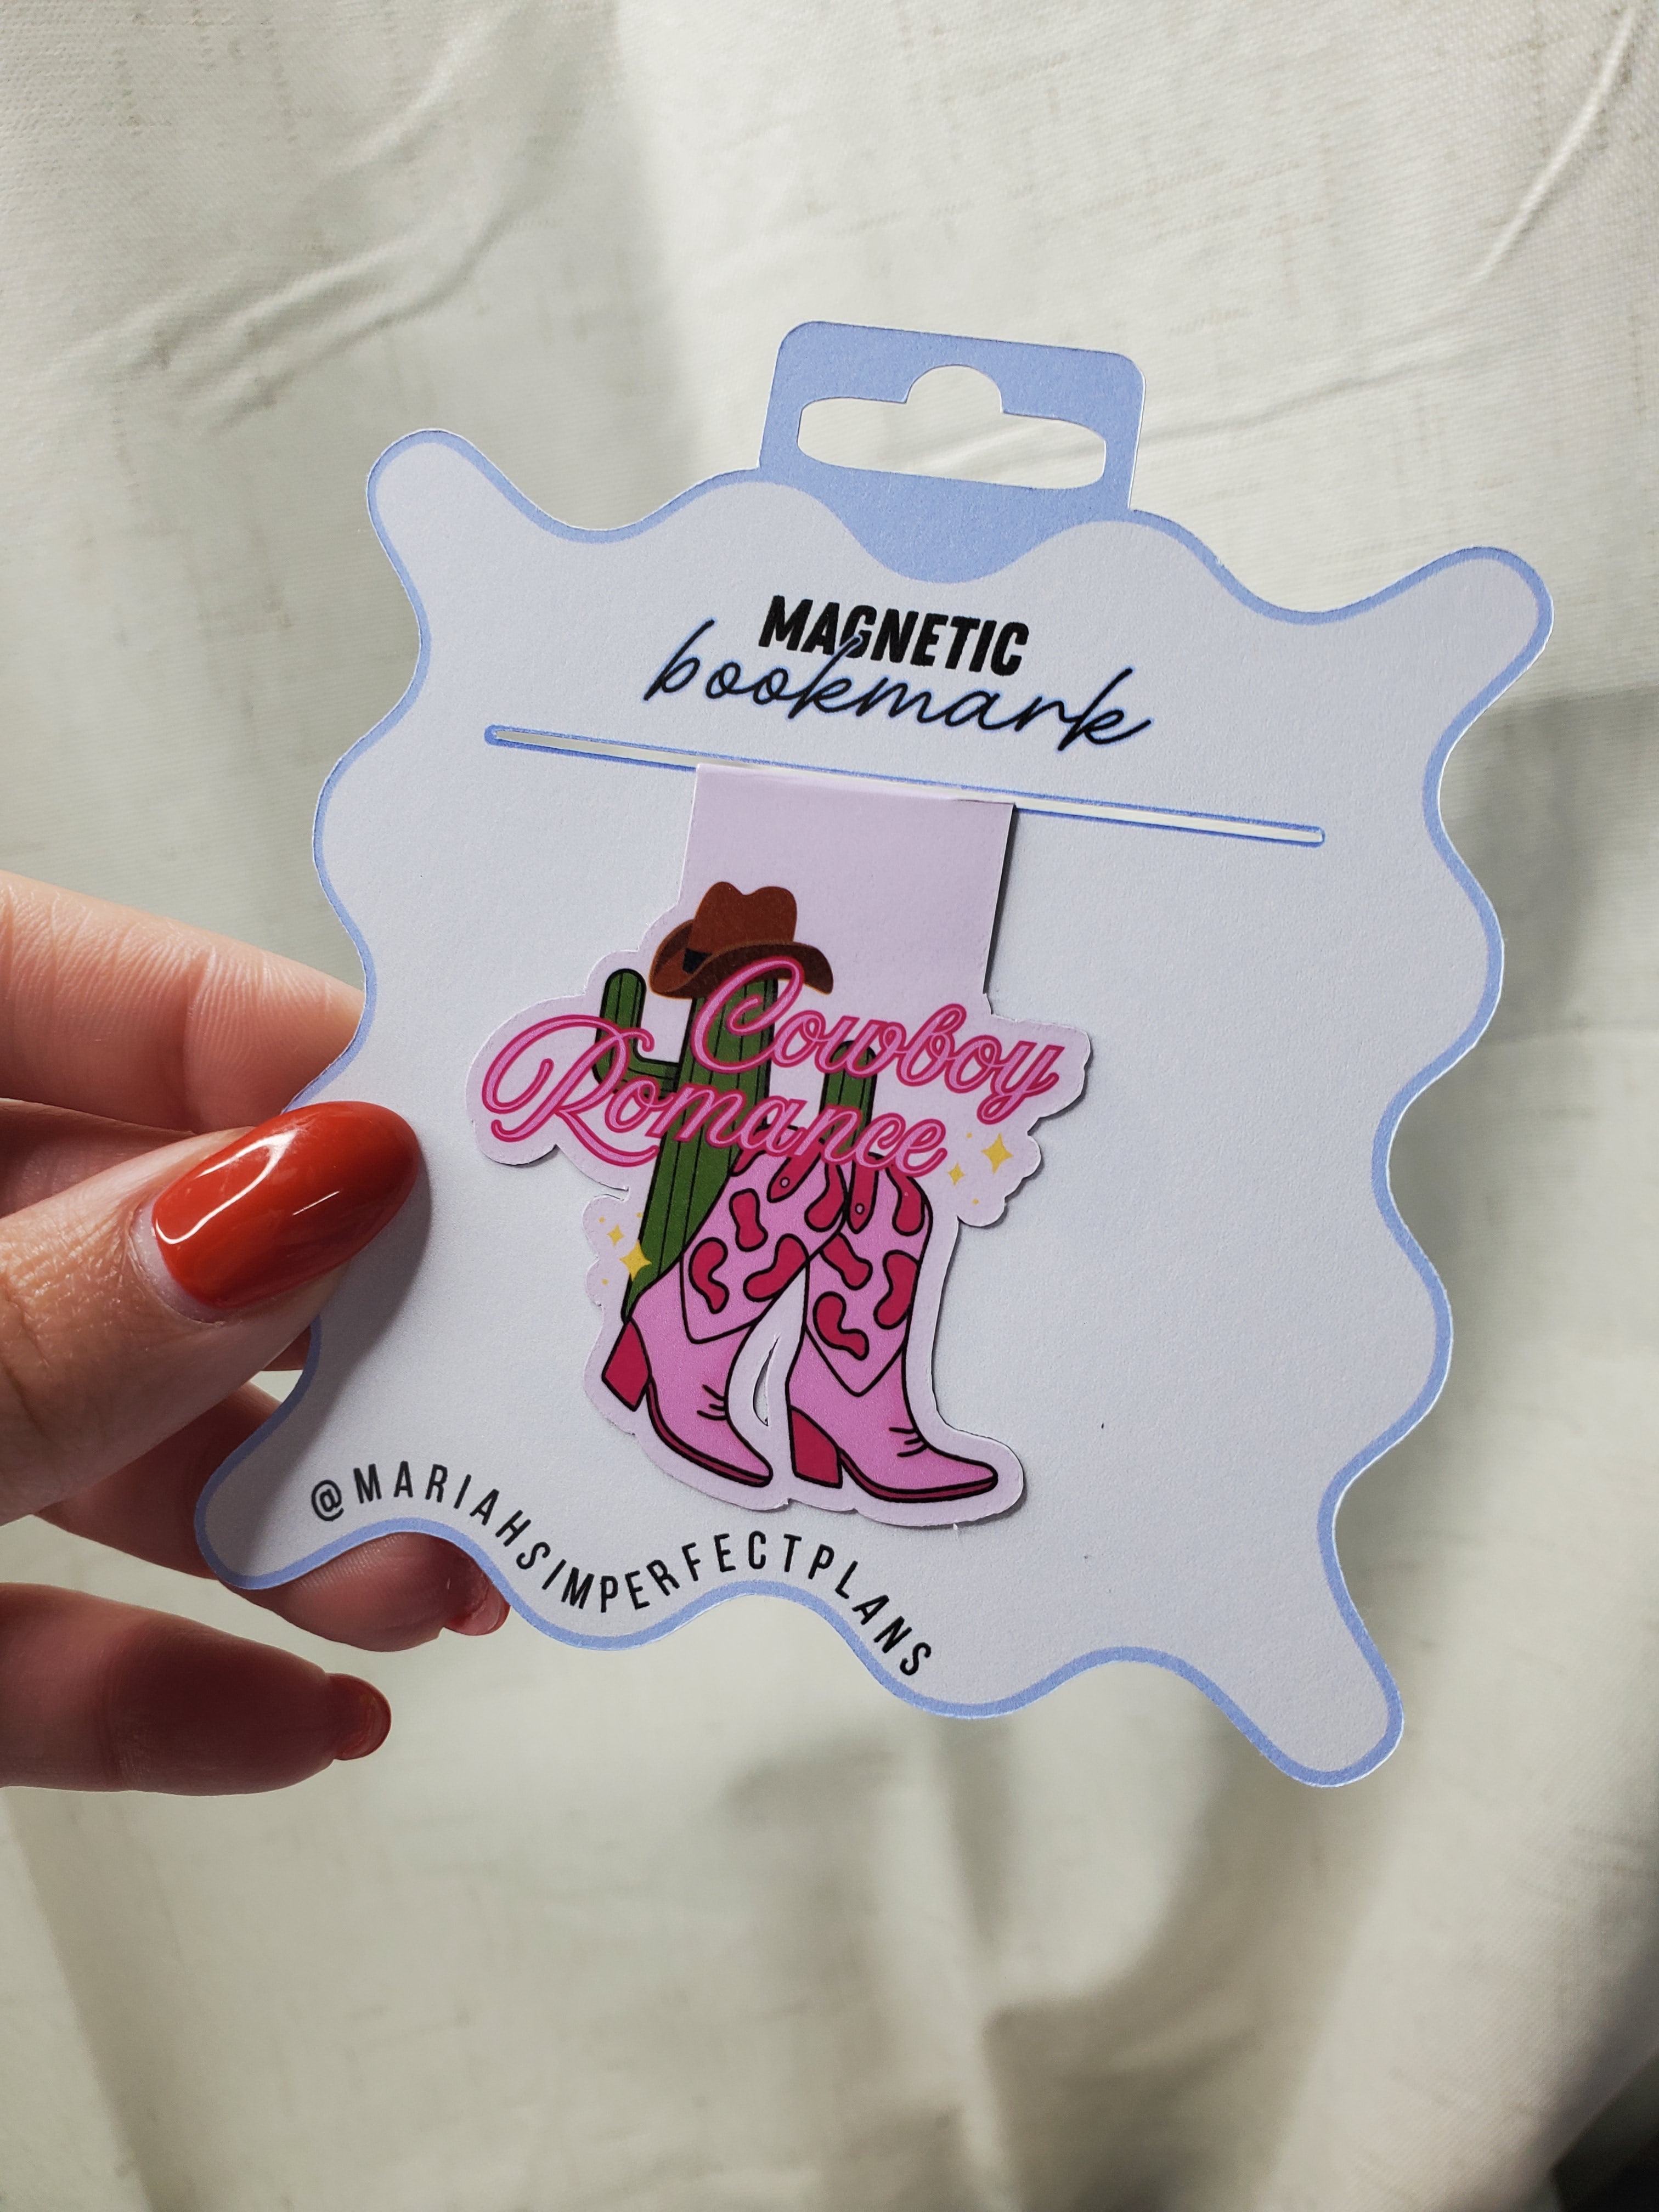 MAGNETIC
bookmark
Cowboy
Romance
@MARIAHSIMPERFECTPLANS